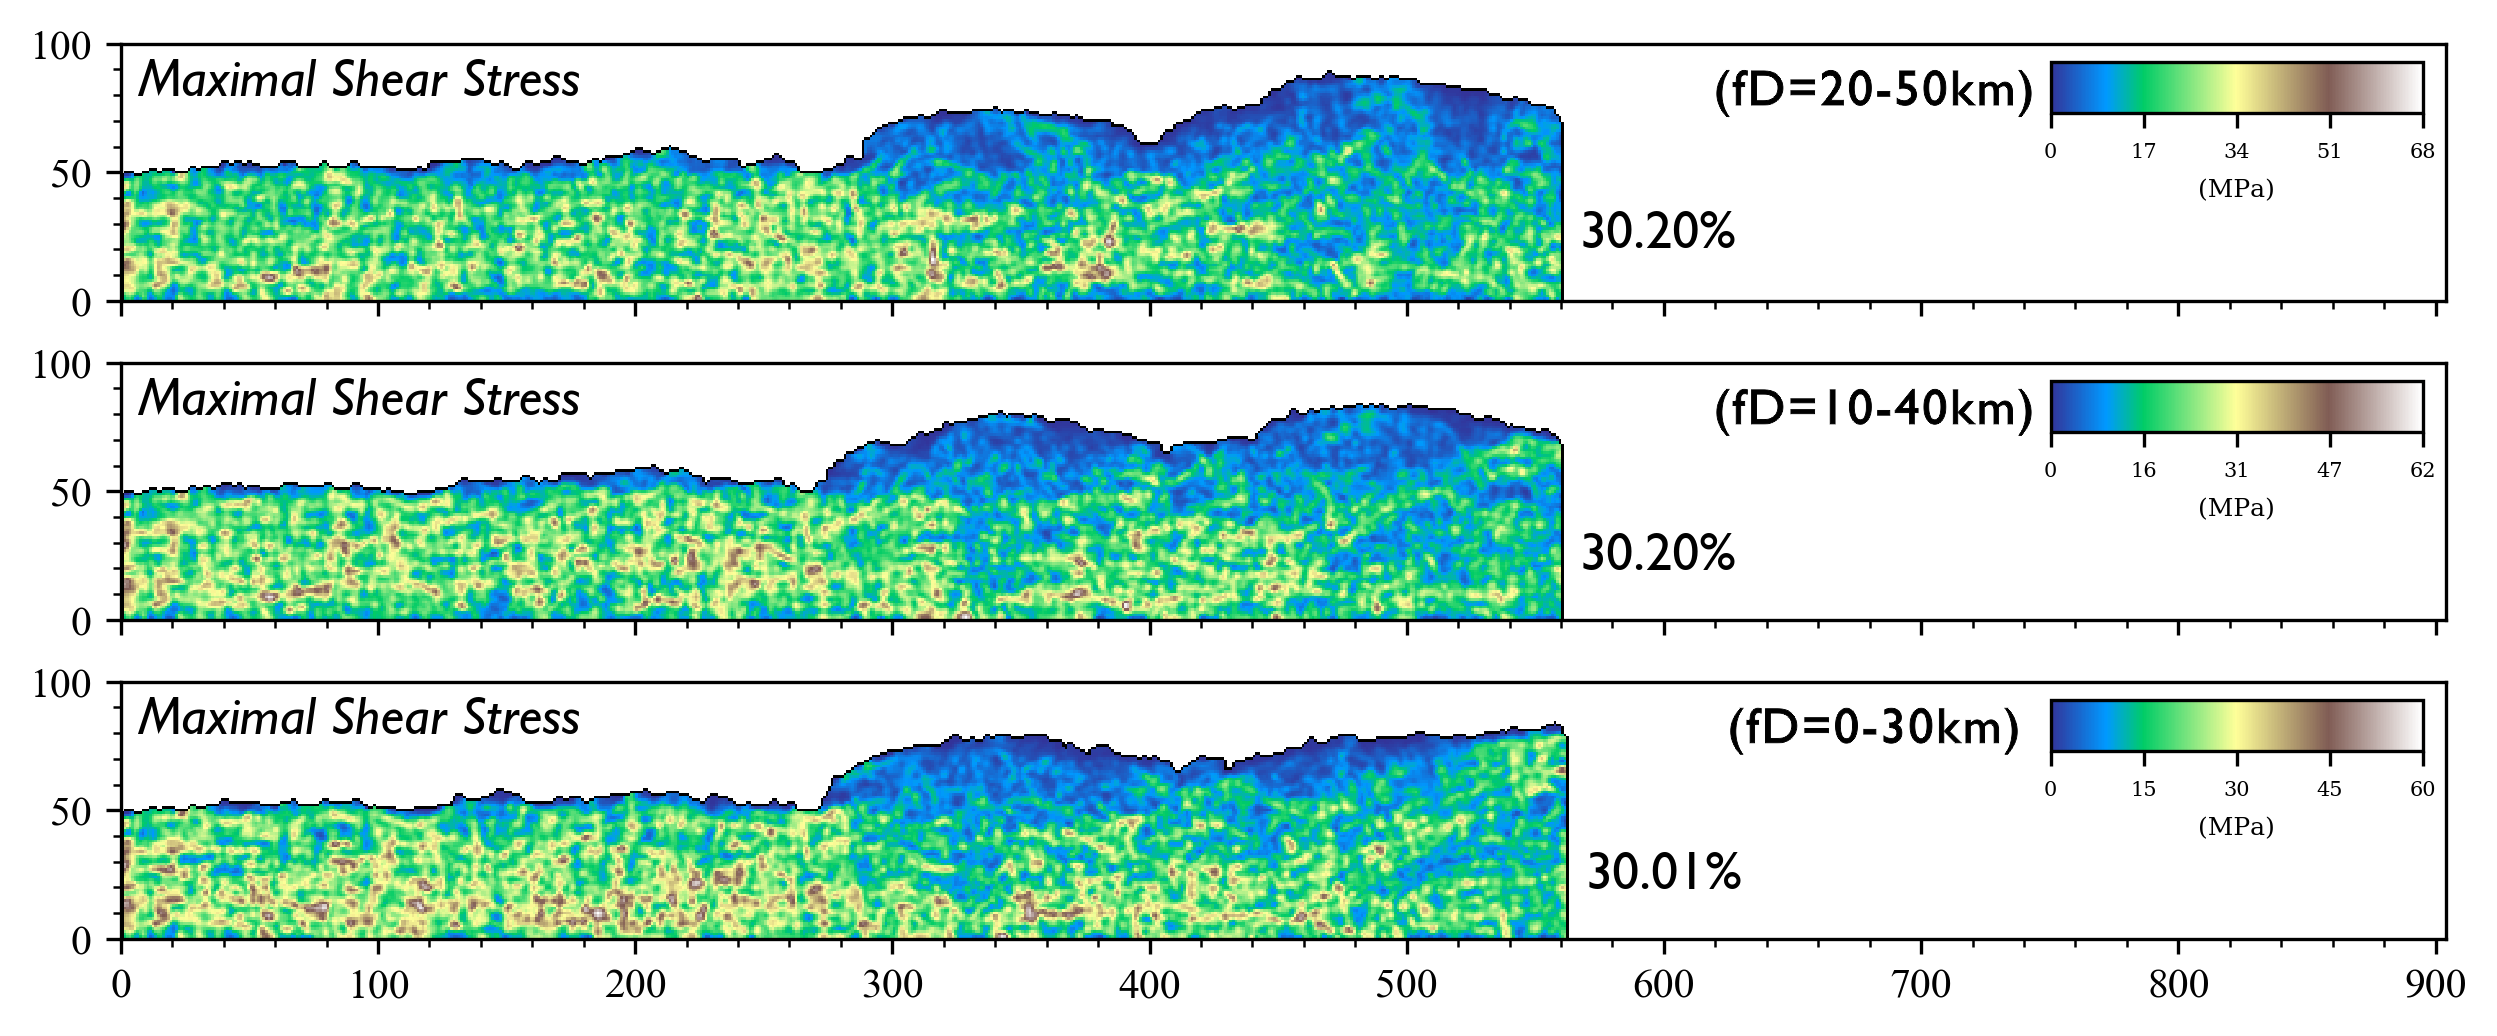 100
Maximal Shear Stress
(fD=20-50km)
0 17 34 51 68
(MPa)
50
30.20%
0
100
Maximal Shear Stress
(fD=10-40km)
0 16 31 47 62
(MPa)
50
30.20%
0
100
Maximal Shear Stress
(fD=0-30km)
0 15 30 45 60
(MPa)
50
30.01%
0
0 100 200 300 400 500 600 700 800 900